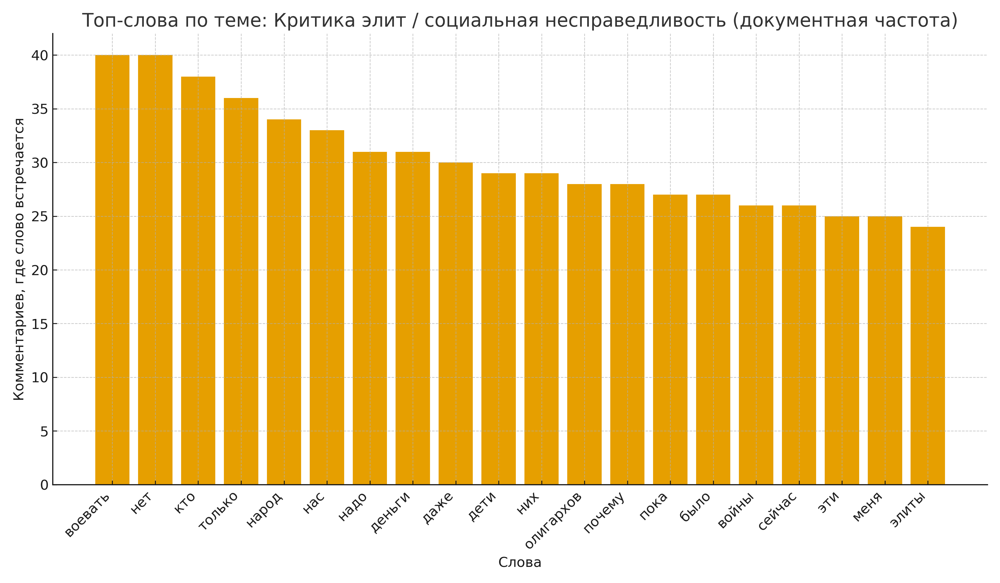 Топ-слова по теме: Критика элит / социальная несправедливость (документная частота)
Комментариев, где слово встречается
40
35
30
25
20
15
10
5
0
воевать
нет
кто
только
народ
нас
надо
деньги
даже
дети
них
олигархов
почему
пока
было
войны
сейчас
эти
меня
элиты
Слова